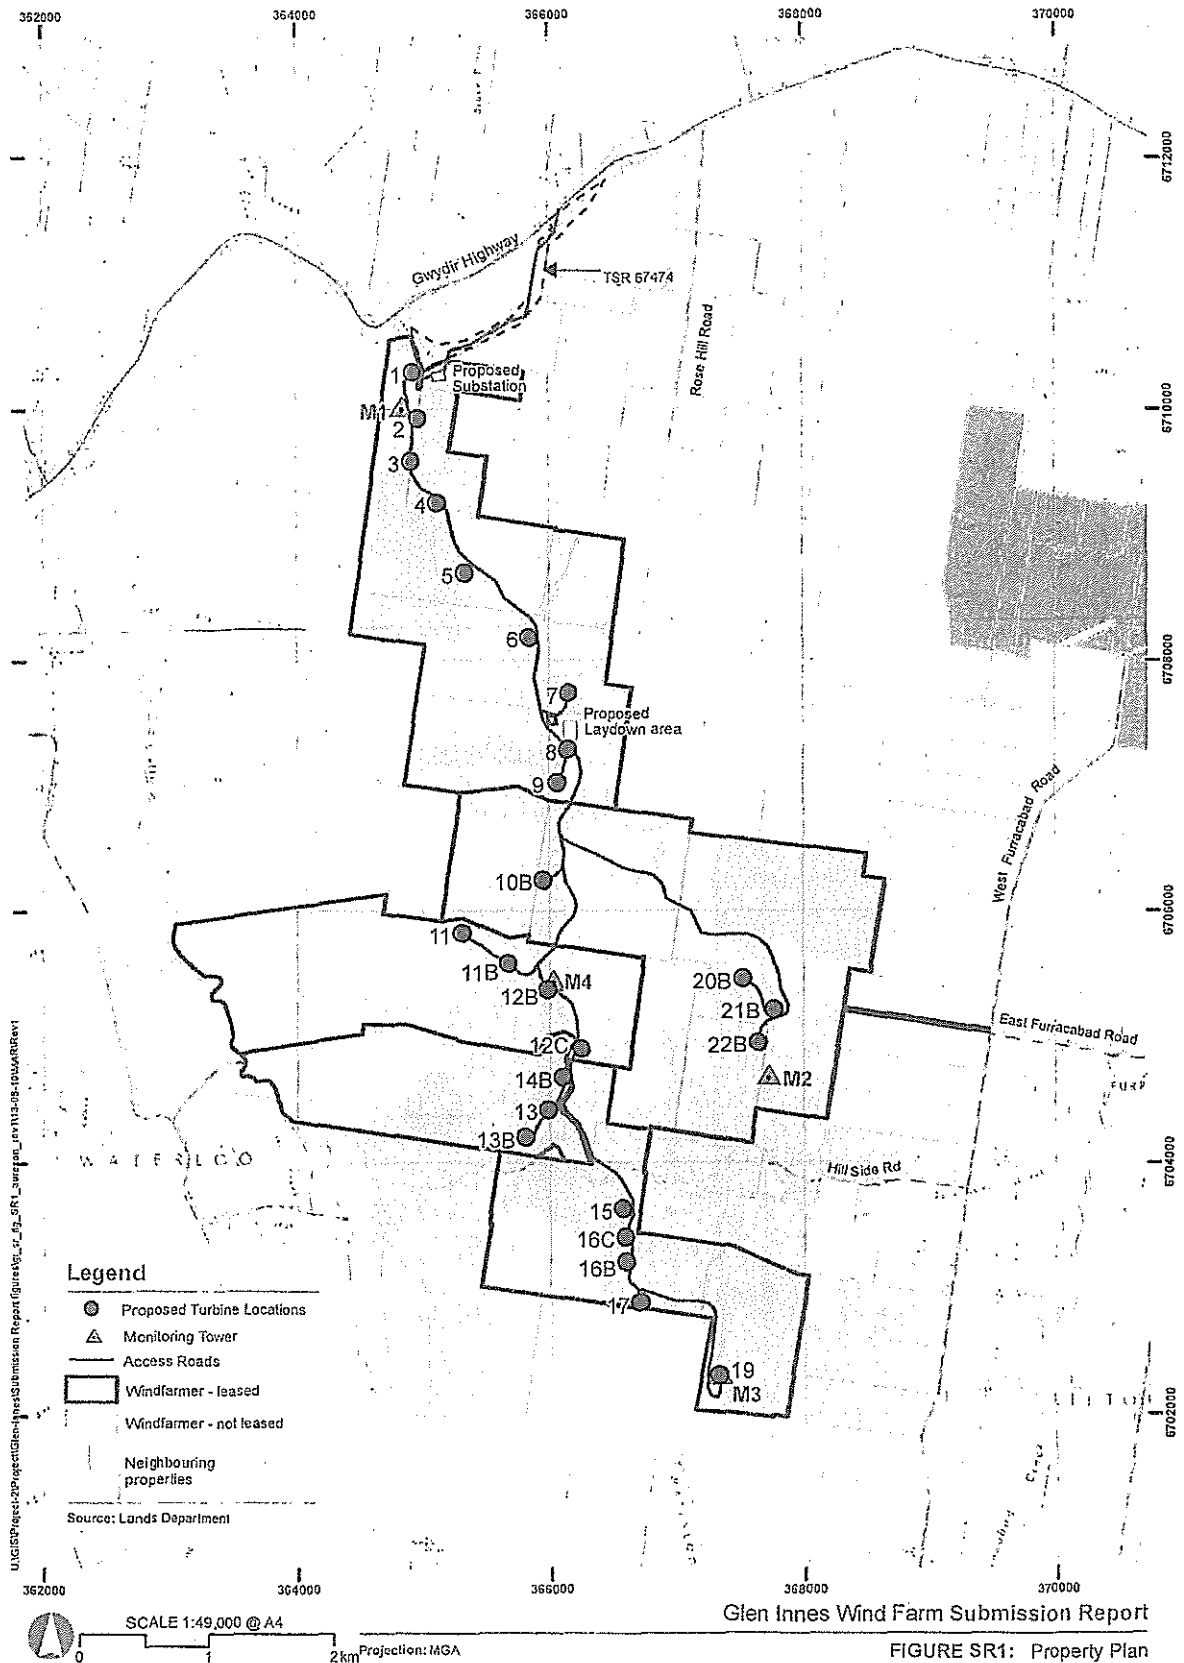 362000
364000
366000
368000
370000
6712000
Gwydir Highway
TSR 67474
Rose Hill Road
1
Proposed
Substation
M1
2
6710000
3
4
5
6
6708000
7
Proposed
Laydown area
8
9
West Furracabad Road
10B
6706000
11
11B
M4
12B
20B
21B
22B
East Furracabad Road
12C
14B
M2
13
13B
WATERLOO
6704000
Hill Side Rd
15
16C
16B
17
19
M3
6702000
Legend
Proposed Turbine Locations
Monitoring Tower
Access Roads
Windfarmer - leased
Windfarmer - not leased
Neighbouring
properties
Source: Lands Department
362000
364000
366000
368000
370000
SCALE 1:49,000 @ A4
0
1
2km
Projection: MGA
Glen Innes Wind Farm Submission Report
FIGURE SR1: Property Plan